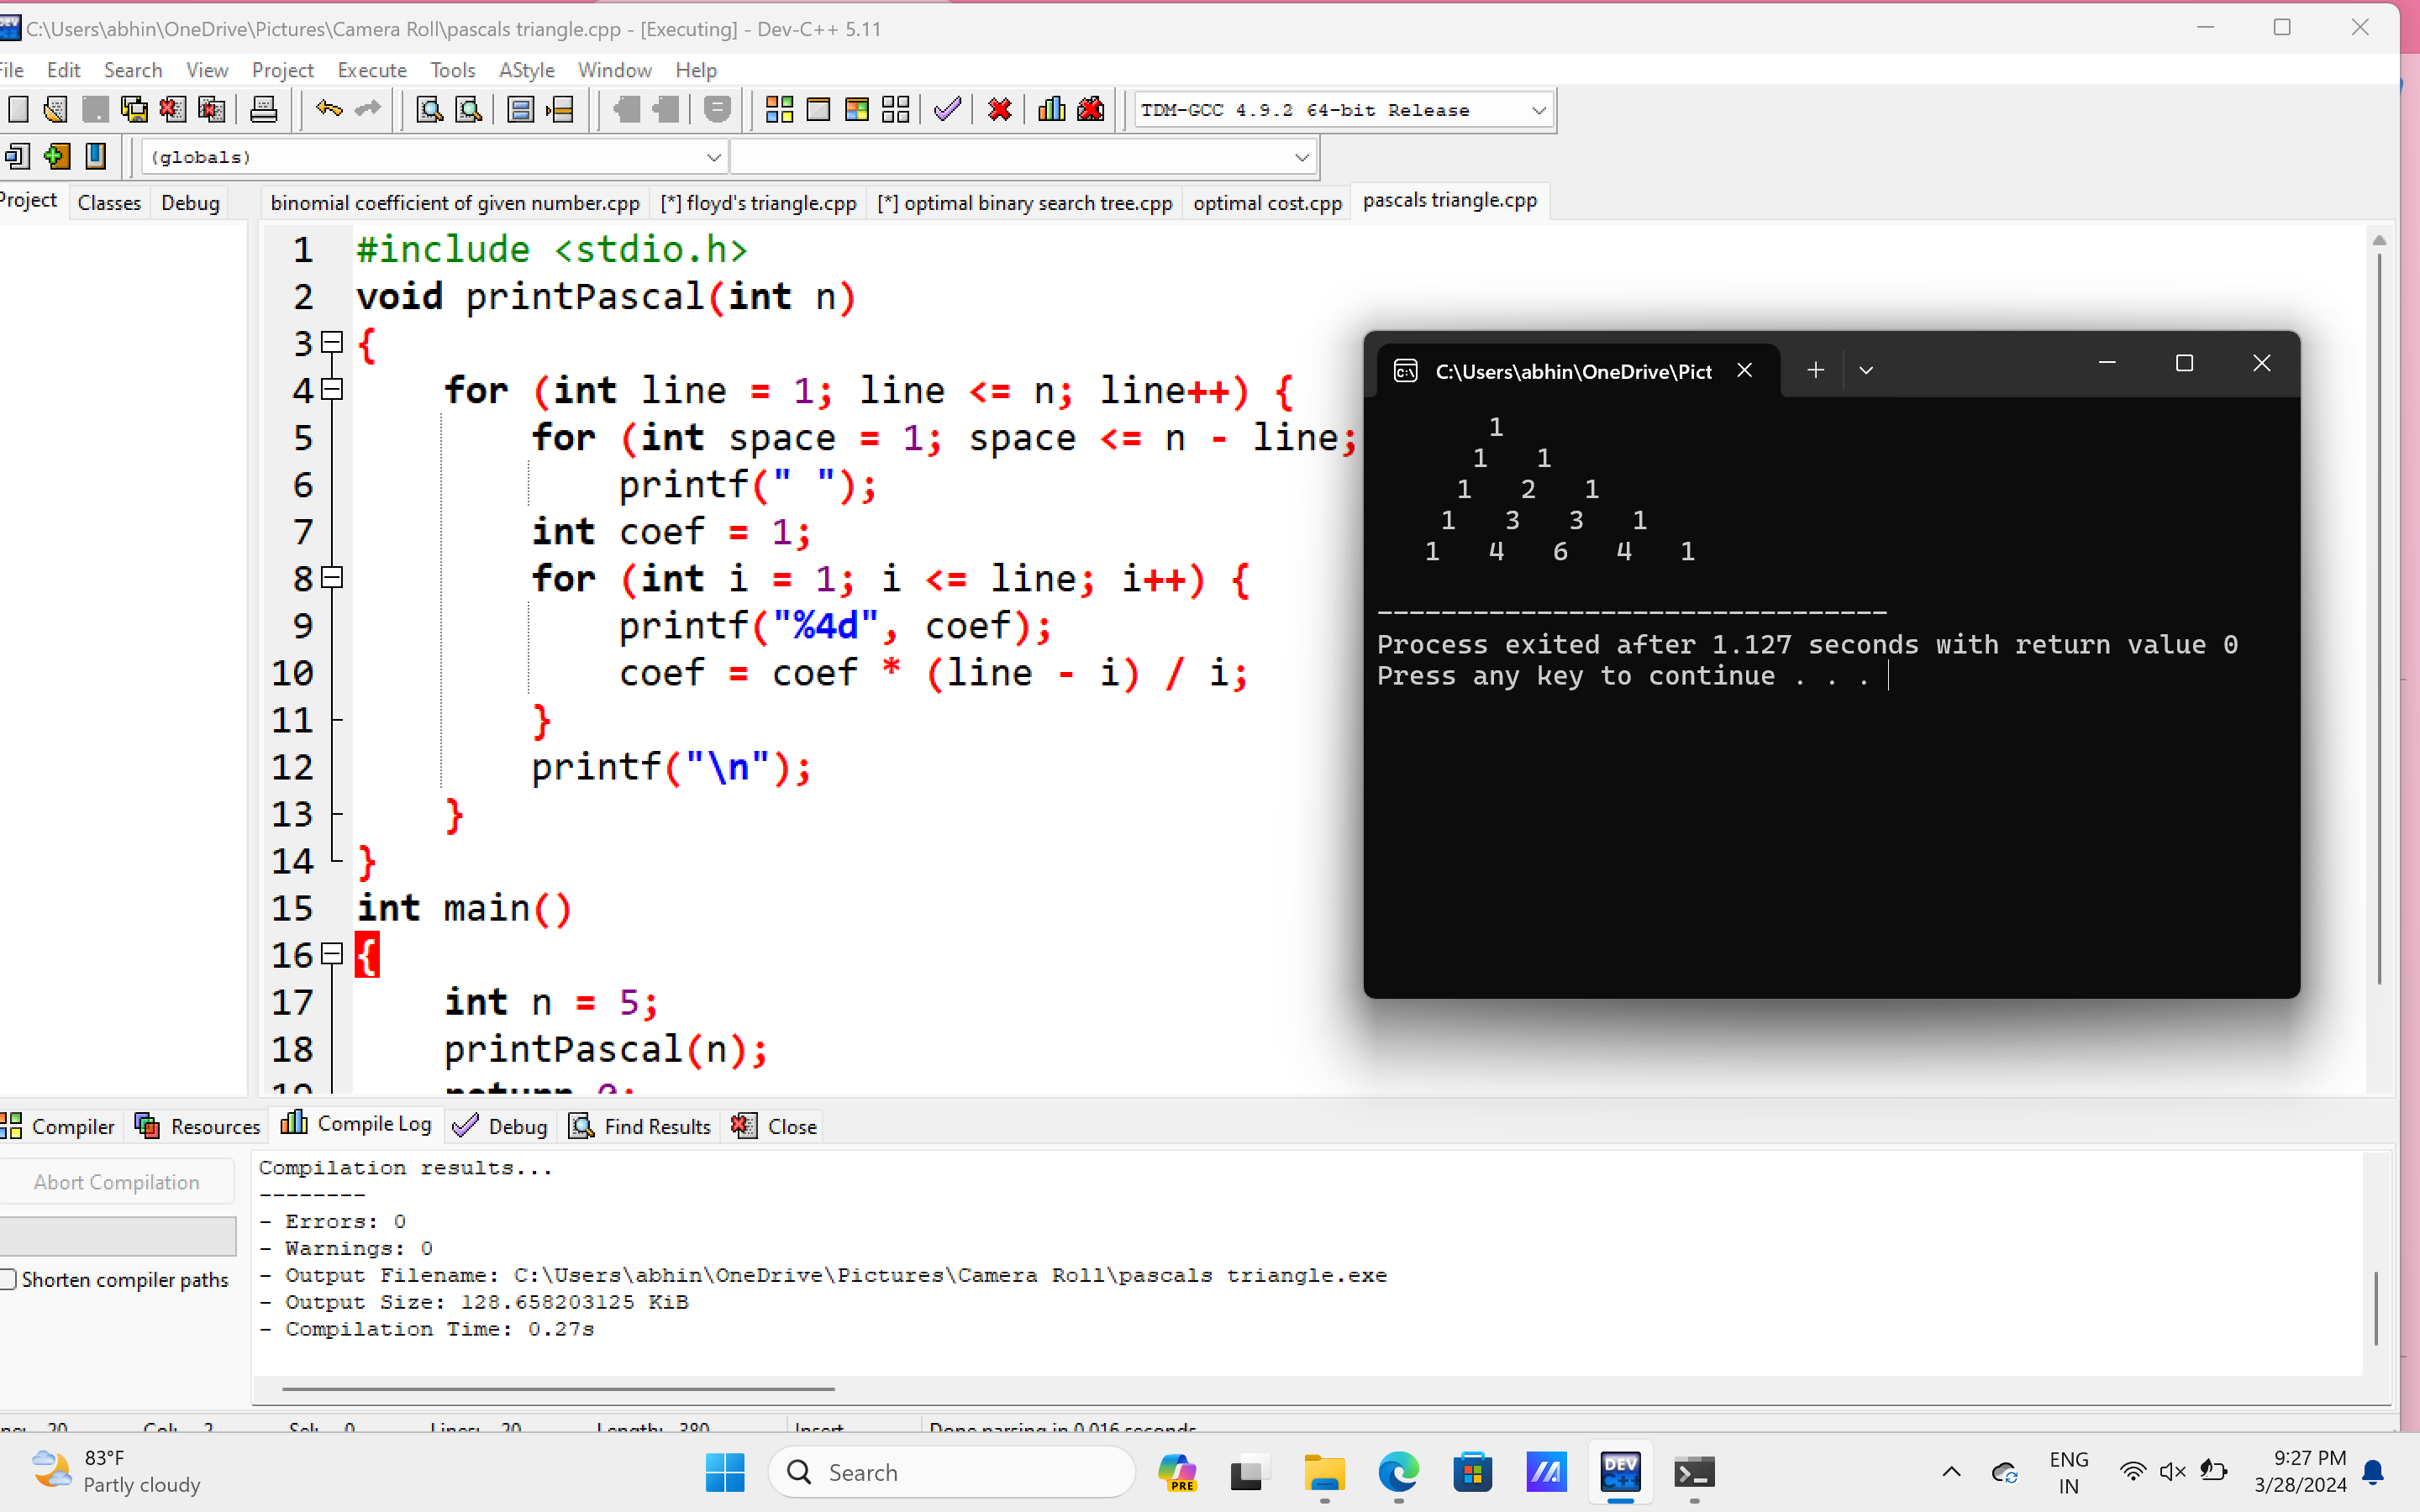 C:\Users\abhin\OneDrive\Pictures\Camera Roll\pascals triangle.cpp - [Executing] - Dev-C++ 5.11
File Edit Search View Project Execute Tools AStyle Window Help
TDM-GCC 4.9.2 64-bit Release
(globals)
Project Classes Debug
binomial coefficient of given number.cpp [*] floyd's triangle.cpp [*] optimal binary search tree.cpp optimal cost.cpp pascals triangle.cpp
1 #include <stdio.h>
2 void printPascal(int n)
3 {
4 for (int line = 1; line <= n; line++) {
5 for (int space = 1; space <= n - line;
6 printf(" ");
7 int coef = 1;
8 for (int i = 1; i <= line; i++) {
9 printf("%4d", coef);
10 coef = coef * (line - i) / i;
11 }
12 printf("\n");
13 }
14 }
15 int main()
16 {
17 int n = 5;
18 printPascal(n);
19 return 0;
C:\Users\abhin\OneDrive\Pict
1
1 1
1 2 1
1 3 3 1
1 4 6 4 1
--------------------------------
Process exited after 1.127 seconds with return value 0
Press any key to continue . . .
Compiler Resources Compile Log Debug Find Results Close
Abort Compilation
Shorten compiler paths
Compilation results...
--------
- Errors: 0
- Warnings: 0
- Output Filename: C:\Users\abhin\OneDrive\Pictures\Camera Roll\pascals triangle.exe
- Output Size: 128.658203125 KiB
- Compilation Time: 0.27s
20 Col: 2 Sel: 0 Lines: 20 Length: 380 Insert Done parsing in 0.016 seconds
83°F
Partly cloudy
Search
PRE
DEV
C++
ENG
IN
9:27 PM
3/28/2024